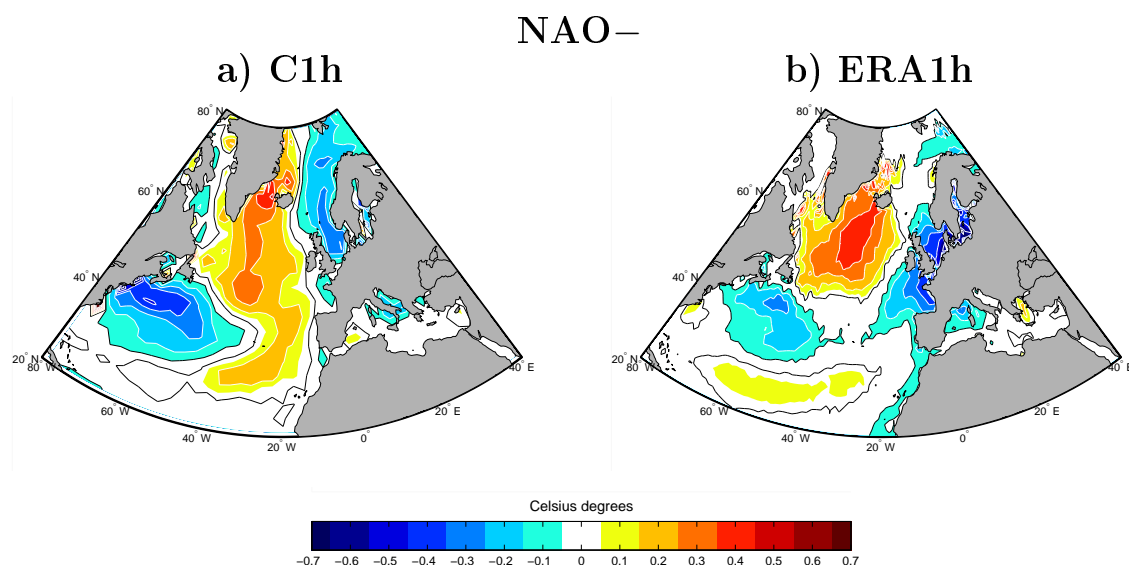 NAO−
a) C1h
b) ERA1h
80° N
60° N
40° N
20° N
80° W
60° W
40° W
20° W
0°
20° E
40° E
80° N
60° N
40° N
20° N
80° W
60° W
40° W
20° W
0°
20° E
40° E
Celsius degrees
−0.7 −0.6 −0.5 −0.4 −0.3 −0.2 −0.1 0 0.1 0.2 0.3 0.4 0.5 0.6 0.7